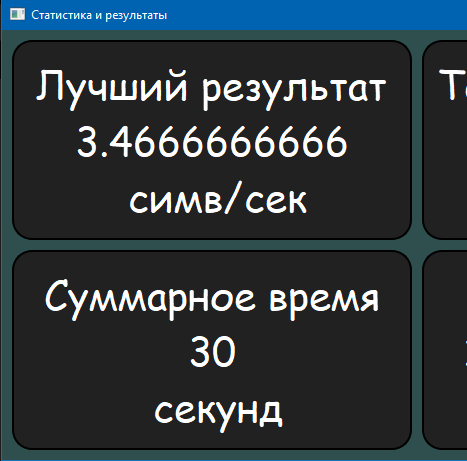 Статистика и результаты
Лучший результат
3.4666666666
симв/сек
Суммарное время
30
секунд